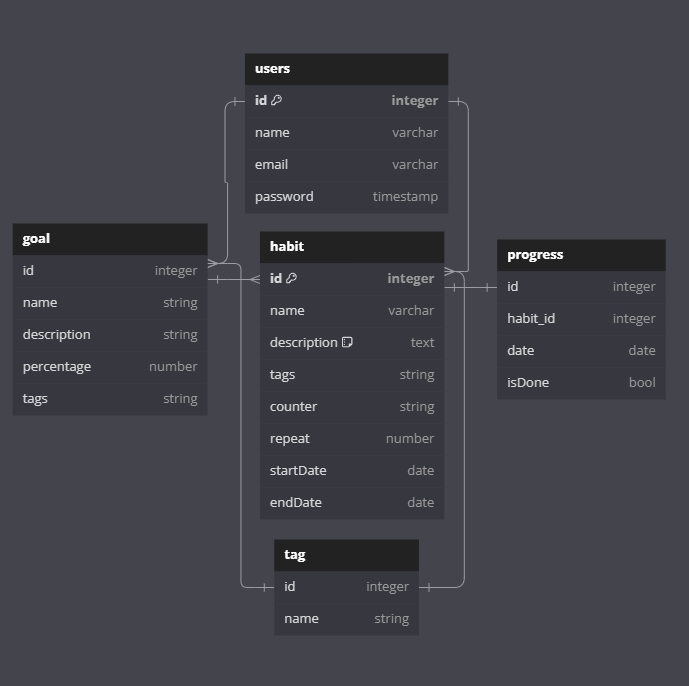 users
id integer
name varchar
email varchar
password timestamp
goal
id integer
name string
description string
percentage number
tags string
habit
id integer
name varchar
description text
tags string
counter string
repeat number
startDate date
endDate date
progress
id integer
habit_id integer
date date
isDone bool
tag
id integer
name string